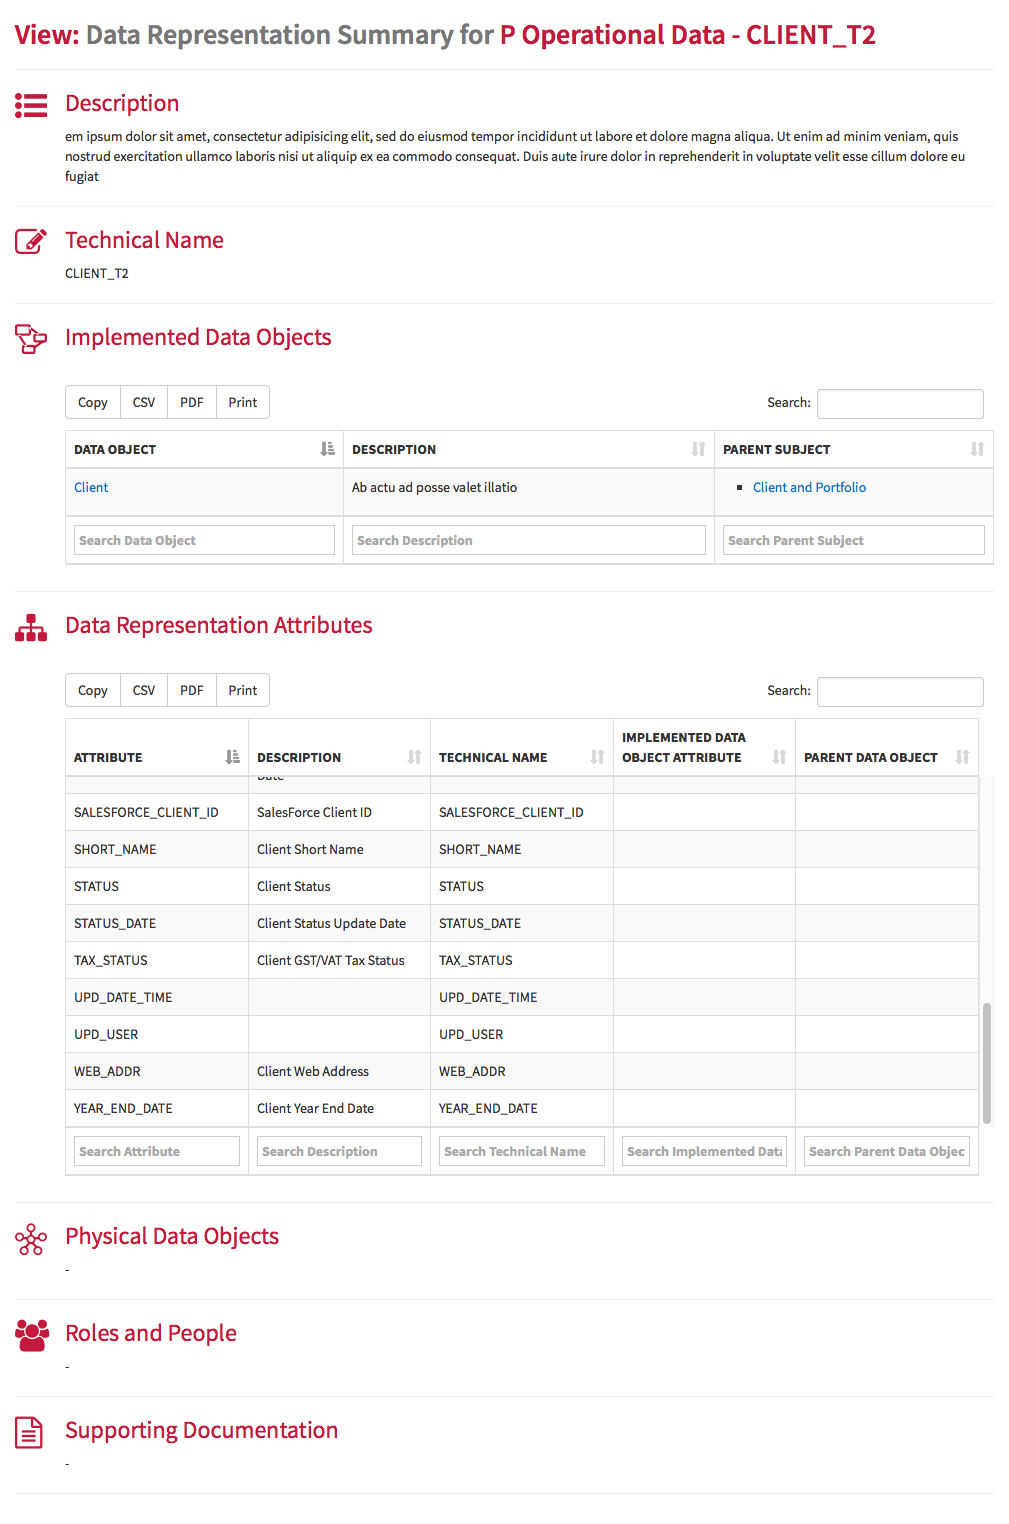 View: Data Representation Summary for P Operational Data - CLIENT_T2
Description
em ipsum dolor sit amet, consectetur adipisicing elit, sed do eiusmod tempor incididunt ut labore et dolore magna aliqua. Ut enim ad minim veniam, quis
nostrud exercitation ullamco laboris nisi ut aliquip ex ea commodo consequat. Duis aute irure dolor in reprehenderit in voluptate velit esse cillum dolore eu
fugiat
Technical Name
CLIENT_T2
Implemented Data Objects
Copy CSV PDF Print Search:
DATA OBJECT DESCRIPTION PARENT SUBJECT
Client Ab actu ad posse valet illatio ▪ Client and Portfolio
Search Data Object Search Description Search Parent Subject
Data Representation Attributes
Copy CSV PDF Print Search:
IMPLEMENTED DATA
ATTRIBUTE DESCRIPTION TECHNICAL NAME OBJECT ATTRIBUTE PARENT DATA OBJECT
Date
SALESFORCE_CLIENT_ID SalesForce Client ID SALESFORCE_CLIENT_ID
SHORT_NAME Client Short Name SHORT_NAME
STATUS Client Status STATUS
STATUS_DATE Client Status Update Date STATUS_DATE
TAX_STATUS Client GST/VAT Tax Status TAX_STATUS
UPD_DATE_TIME UPD_DATE_TIME
UPD_USER UPD_USER
WEB_ADDR Client Web Address WEB_ADDR
YEAR_END_DATE Client Year End Date YEAR_END_DATE
Search Attribute Search Description Search Technical Name Search Implemented Data Search Parent Data Objec
Physical Data Objects
-
Roles and People
-
Supporting Documentation
-